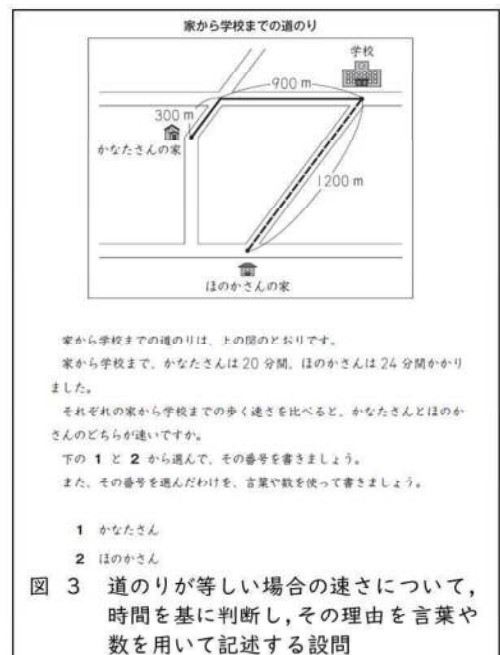 家から学校までの道のり
学校
900 m
300 m
かなたさんの家
1200 m
ほのかさんの家
家から学校までの道のりは、上の図のとおりです。
家から学校まで、かなたさんは20分間、ほのかさんは24分間かかり
ました。
それぞれの家から学校までの歩く速さを比べると、かなたさんとほのか
さんのどちらが速いですか。
下の 1 と 2 から選んで、その番号を書きましょう。
また、その番号を選んだわけを、言葉や数を使って書きましょう。
1 かなたさん
2 ほのかさん
図 3 道のりが等しい場合の速さについて,
時間を基に判断し,その理由を言葉や
数を用いて記述する設問